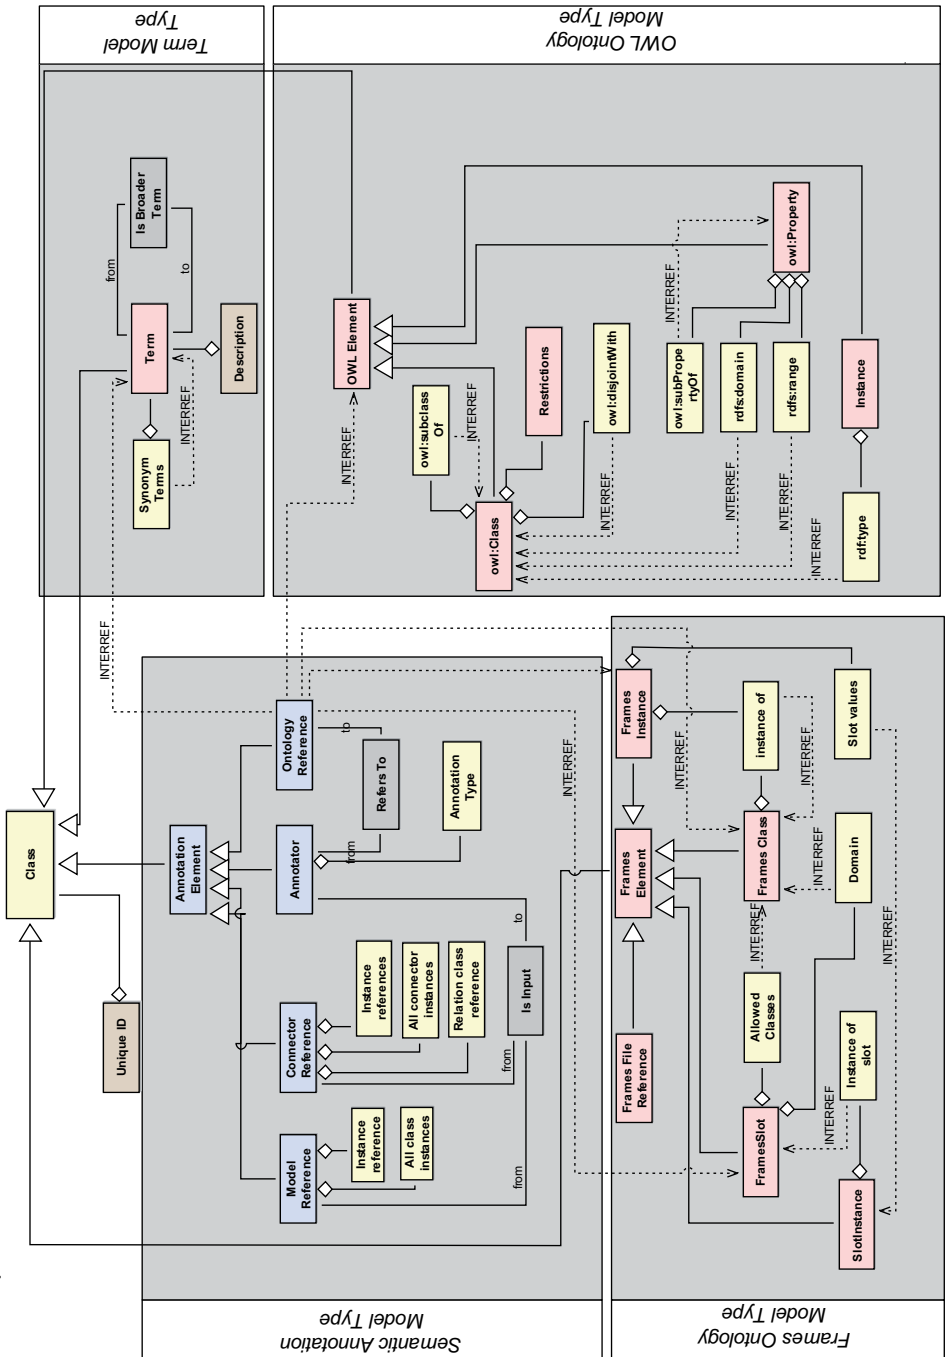 Term Model
Type
OWL Ontology
Model Type
Semantic Annotation
Model Type
Frames Ontology
Model Type
Class
Unique ID
Term
Is Broader
Term
from
to
Synonym
Terms
Description
INTERREF
INTERREF
OWL Element
INTERREF
owl:subclass
Of
INTERREF
owl:Class
Restrictions
owl:disjointWith
INTERREF
owl:subPrope
rtyOf
INTERREF
owl:Property
rdfs:domain
INTERREF
rdfs:range
INTERREF
Instance
rdf:type
INTERREF
Annotation
Element
Ontology
Reference
Annotator
Connector
Reference
Model
Reference
to
Refers To
from
Annotation
Type
to
Is Input
from
from
Instance
references
All connector
instances
Relation class
reference
Instance
reference
All class
instances
INTERREF
Frames
Instance
Frames
Element
Frames File
Reference
INTERREF
instance of
INTERREF
Slot values
Frames Class
INTERREF
Domain
INTERREF
Allowed
Classes
Instance of
slot
INTERREF
FramesSlot
SlotInstance